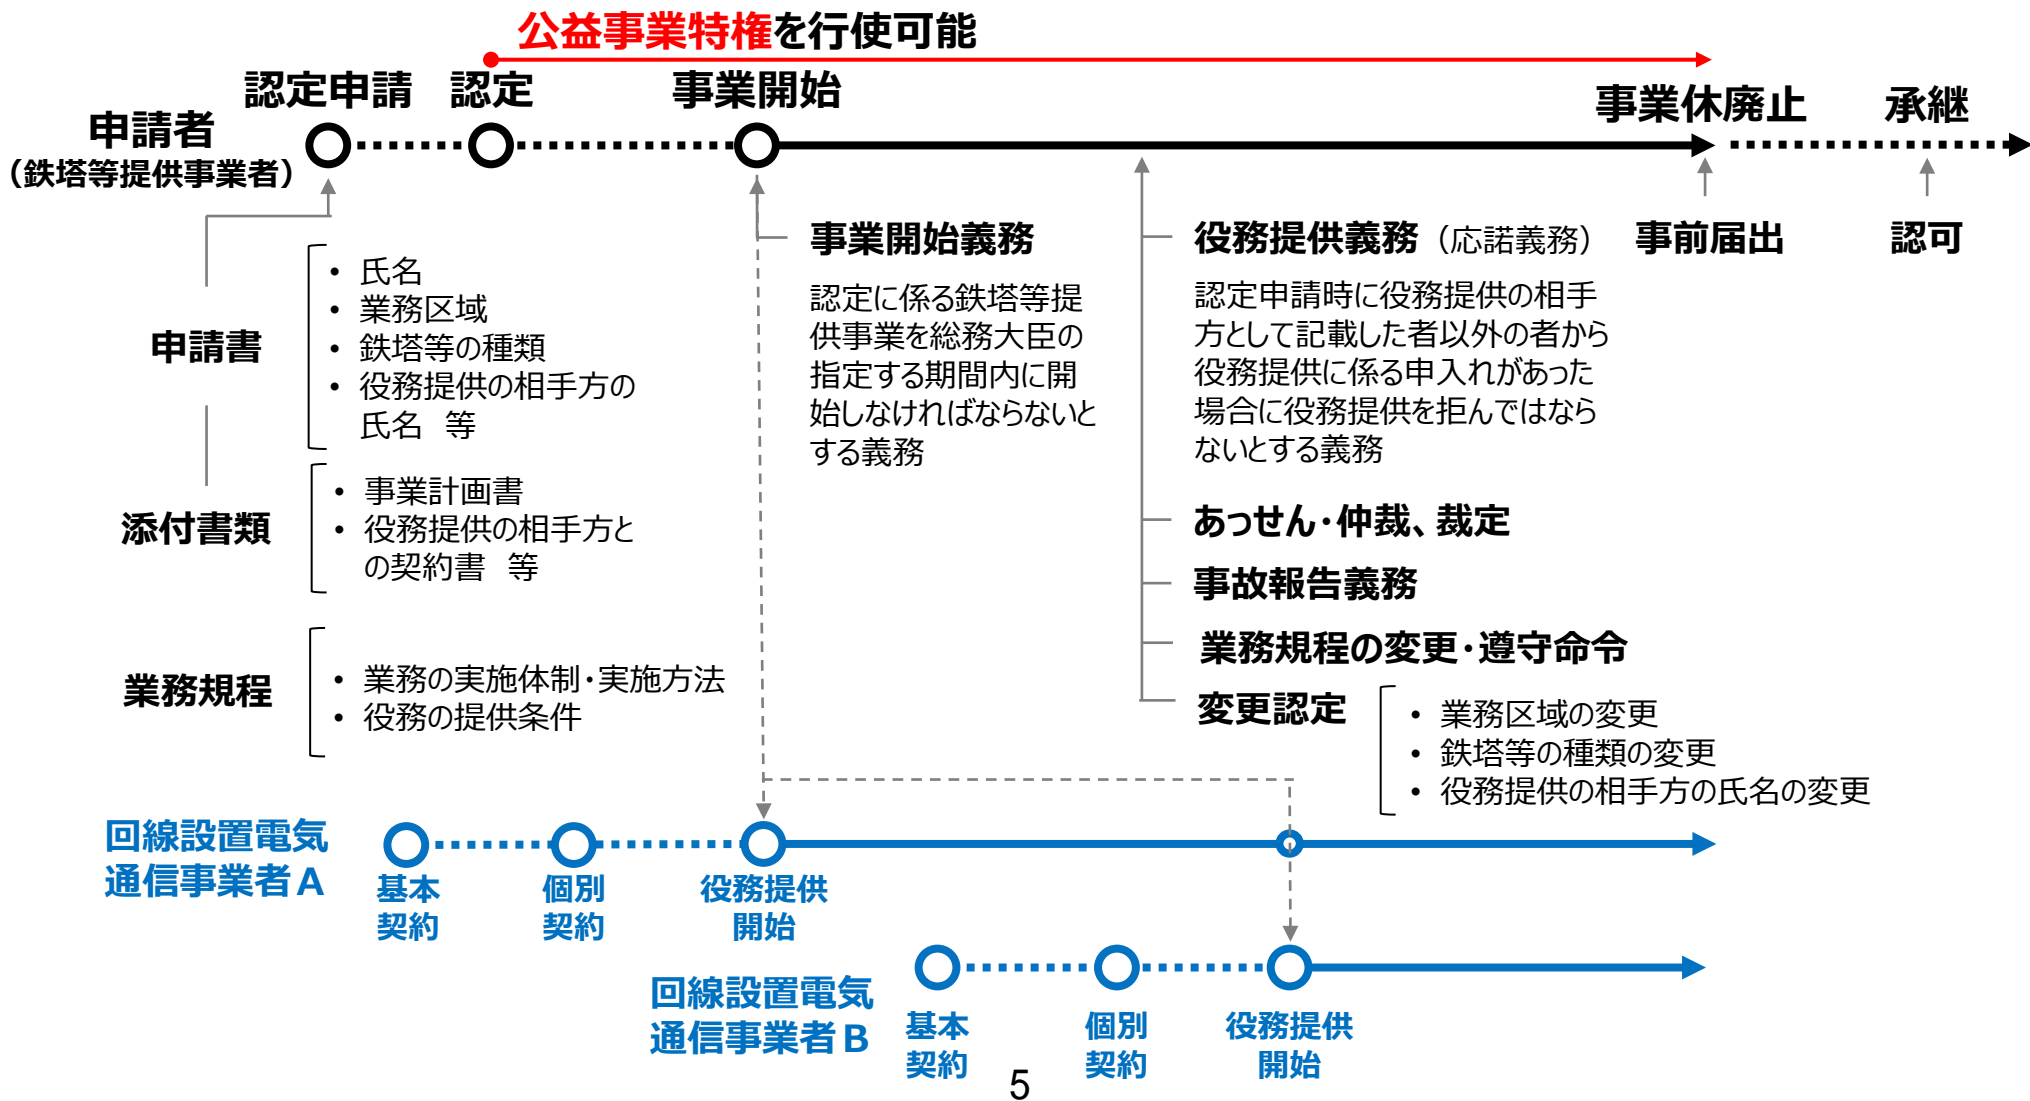 公益事業特権を行使可能
認定申請
認定
事業開始
事業休廃止
承継
申請者
（鉄塔等提供事業者）
申請書
• 氏名
• 業務区域
• 鉄塔等の種類
• 役務提供の相手方の
氏名　等
添付書類
• 事業計画書
• 役務提供の相手方と
の契約書　等
業務規程
• 業務の実施体制・実施方法
• 役務の提供条件
事業開始義務
認定に係る鉄塔等提
供事業を総務大臣の
指定する期間内に開
始しなければならないと
する義務
役務提供義務（応諾義務）
認定申請時に役務提供の相手
方として記載した者以外の者から
役務提供に係る申入れがあった
場合に役務提供を拒んではなら
ないとする義務
あっせん・仲裁、裁定
事故報告義務
業務規程の変更・遵守命令
変更認定
• 業務区域の変更
• 鉄塔等の種類の変更
• 役務提供の相手方の氏名の変更
事前届出
認可
回線設置電気
通信事業者A
基本
契約
個別
契約
役務提供
開始
回線設置電気
通信事業者B
基本
契約
個別
契約
役務提供
開始
5